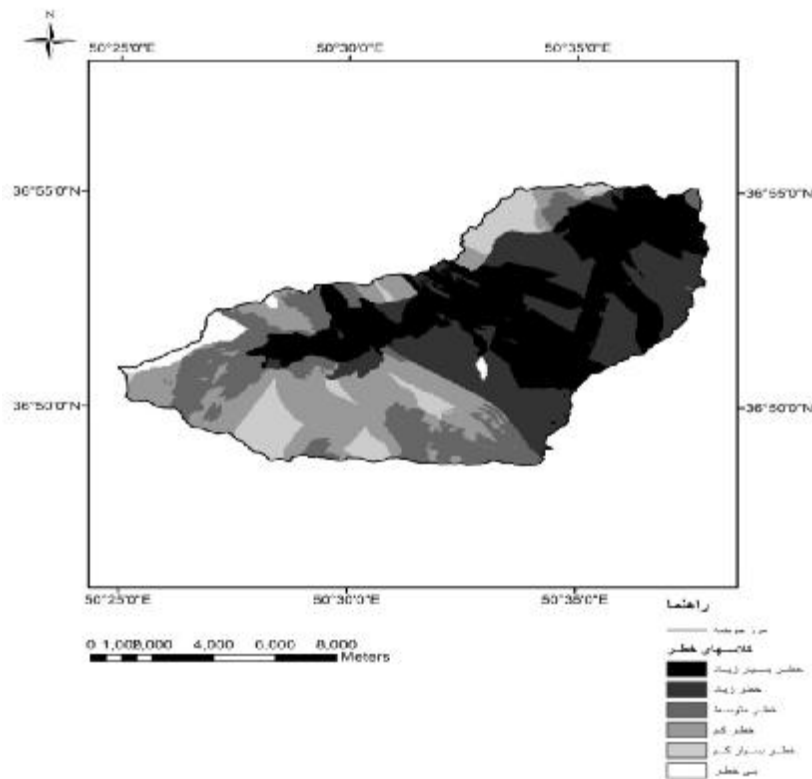 N
50°25'0"E 50°30'0"E 50°35'0"E
36°55'0"N 36°55'0"N
36°50'0"N 36°50'0"N
50°25'0"E 50°30'0"E 50°35'0"E
0 1,000 2,000 4,000 6,000 8,000
Meters
راهنما
مرز حوضه
کلاسهای خطر
خطر بسیار زیاد
خطر زیاد
خطر متوسط
خطر کم
خطر بسیار کم
بی خطر